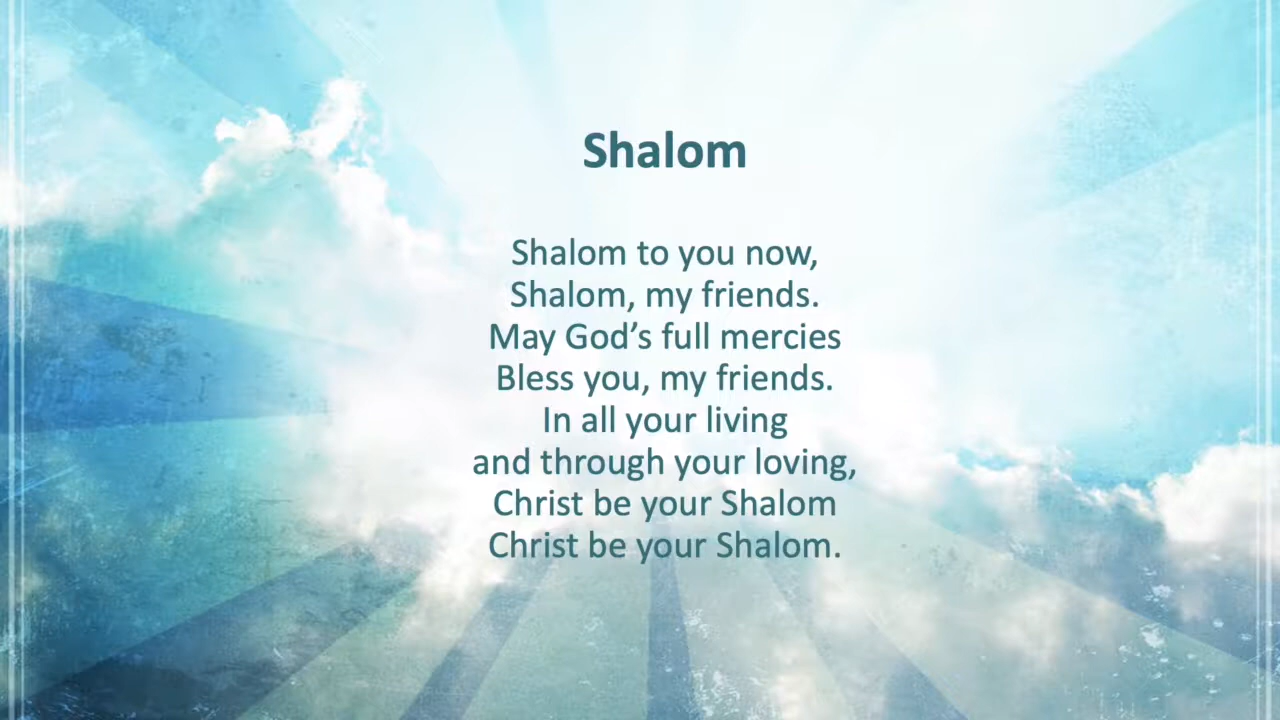 Shalom
Shalom to you now,
Shalom, my friends.
May God’s full mercies
Bless you, my friends.
In all your living
and through your loving,
Christ be your Shalom
Christ be your Shalom.